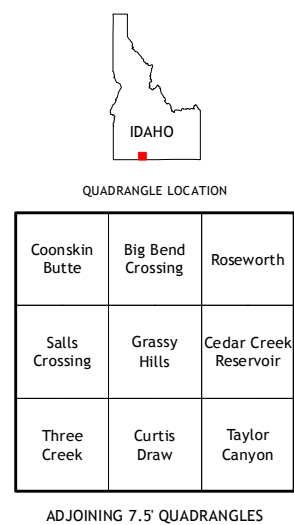 IDAHO
QUADRANGLE LOCATION
Coonskin
Butte
Big Bend
Crossing
Roseworth
Salls
Crossing
Grassy
Hills
Cedar Creek
Reservoir
Three
Creek
Curtis
Draw
Taylor
Canyon
ADJOINING 7.5' QUADRANGLES